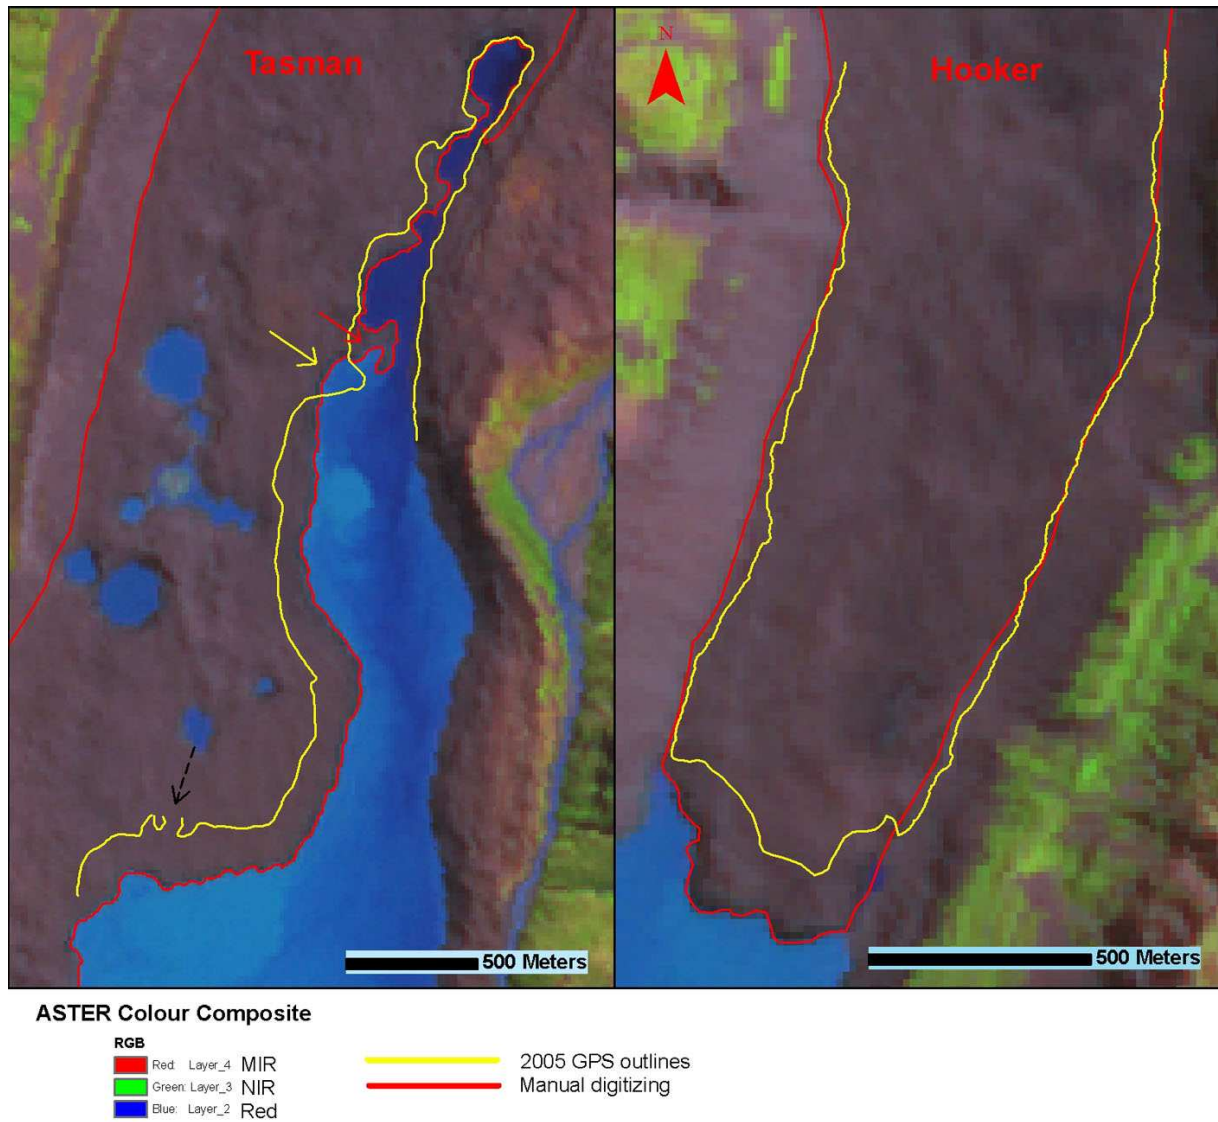 Tasman
N
Hooker
500 Meters
500 Meters
ASTER Colour Composite
RGB
Red: Layer_4 MIR
Green: Layer_3 NIR
Blue: Layer_2 Red
2005 GPS outlines
Manual digitizing